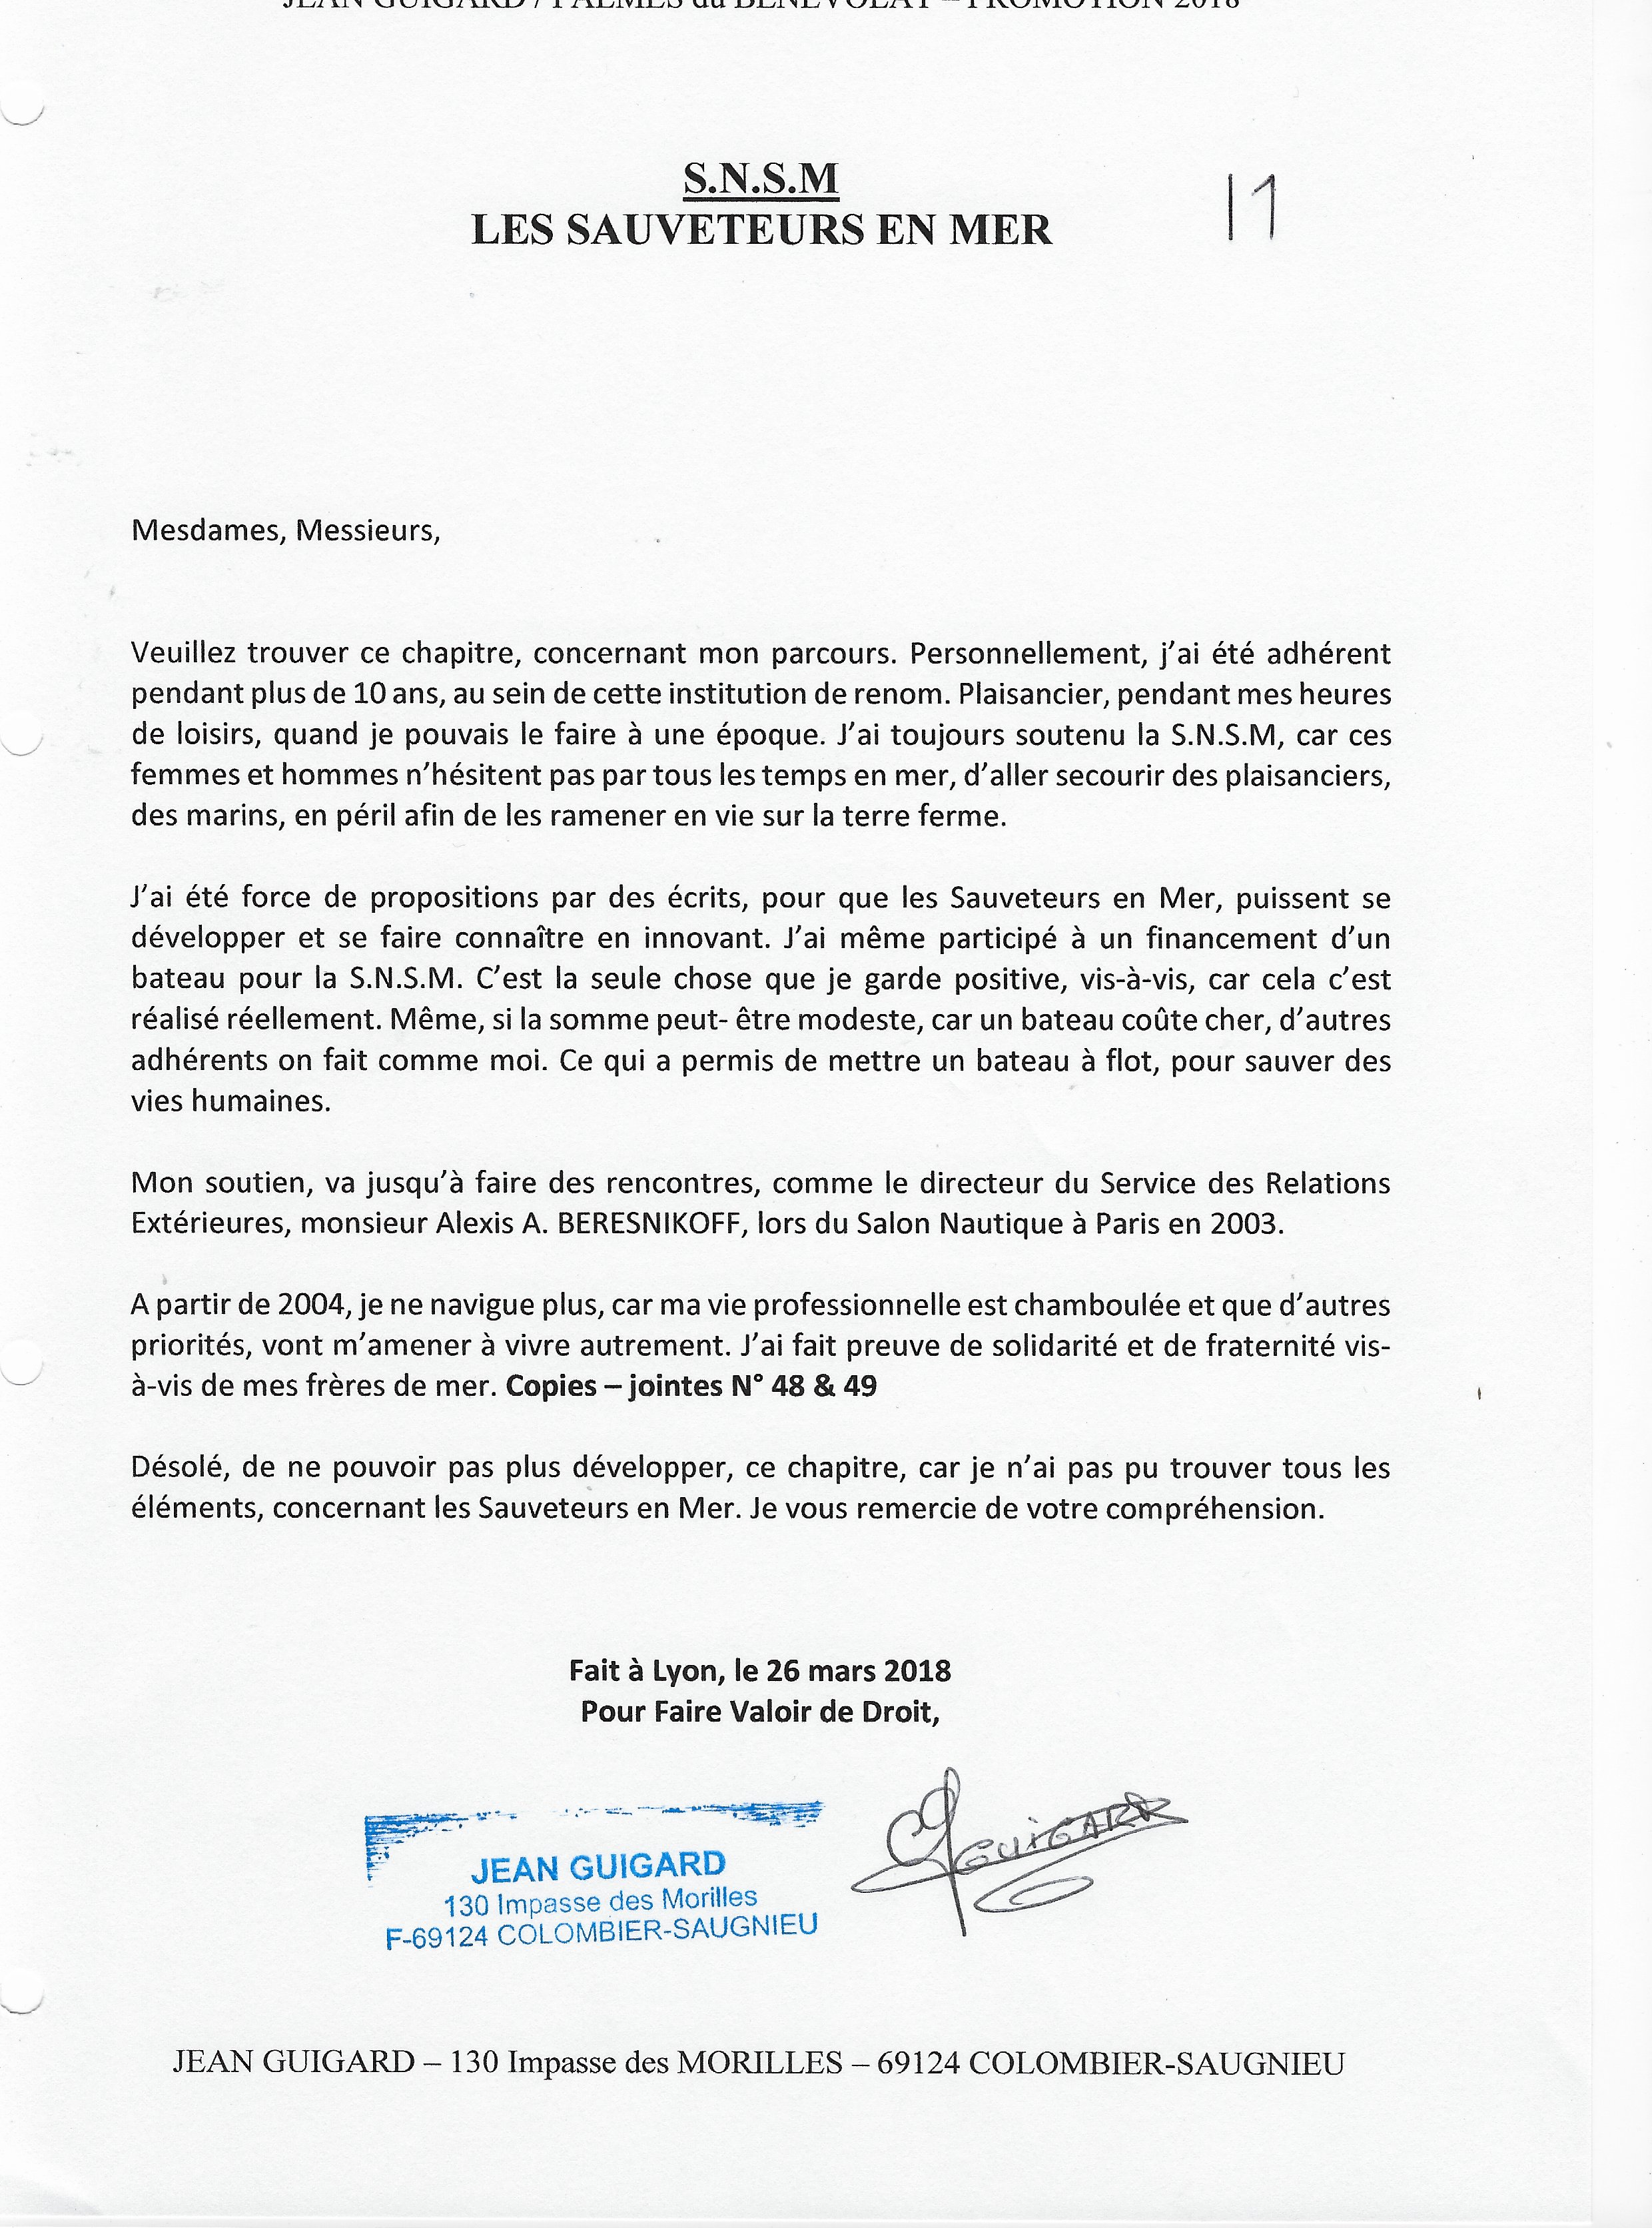 JEAN GUIGARD / PALMES du BENEVOLAT – PROMOTION 2018
S.N.S.M
LES SAUVETEURS EN MER
11
Mesdames, Messieurs,
Veuillez trouver ce chapitre, concernant mon parcours. Personnellement, j’ai été adhérent
pendant plus de 10 ans, au sein de cette institution de renom. Plaisancier, pendant mes heures
de loisirs, quand je pouvais le faire à une époque. J’ai toujours soutenu la S.N.S.M, car ces
femmes et hommes n’hésitent pas par tous les temps en mer, d’aller secourir des plaisanciers,
des marins, en péril afin de les ramener en vie sur la terre ferme.
J’ai été force de propositions par des écrits, pour que les Sauveteurs en Mer, puissent se
développer et se faire connaître en innovant. J’ai même participé à un financement d’un
bateau pour la S.N.S.M. C’est la seule chose que je garde positive, vis-à-vis, car cela c’est
réalisé réellement. Même, si la somme peut- être modeste, car un bateau coûte cher, d’autres
adhérents on fait comme moi. Ce qui a permis de mettre un bateau à flot, pour sauver des
vies humaines.
Mon soutien, va jusqu’à faire des rencontres, comme le directeur du Service des Relations
Extérieures, monsieur Alexis A. BERESNIKOFF, lors du Salon Nautique à Paris en 2003.
A partir de 2004, je ne navigue plus, car ma vie professionnelle est chamboulée et que d’autres
priorités, vont m’amener à vivre autrement. J’ai fait preuve de solidarité et de fraternité vis-
à-vis de mes frères de mer. Copies – jointes N° 48 & 49
Désolé, de ne pouvoir pas plus développer, ce chapitre, car je n’ai pas pu trouver tous les
éléments, concernant les Sauveteurs en Mer. Je vous remercie de votre compréhension.
Fait à Lyon, le 26 mars 2018
Pour Faire Valoir de Droit,
GUIGARD
JEAN GUIGARD
130 Impasse des Morilles
F-69124 COLOMBIER-SAUGNIEU
JEAN GUIGARD – 130 Impasse des MORILLES – 69124 COLOMBIER-SAUGNIEU